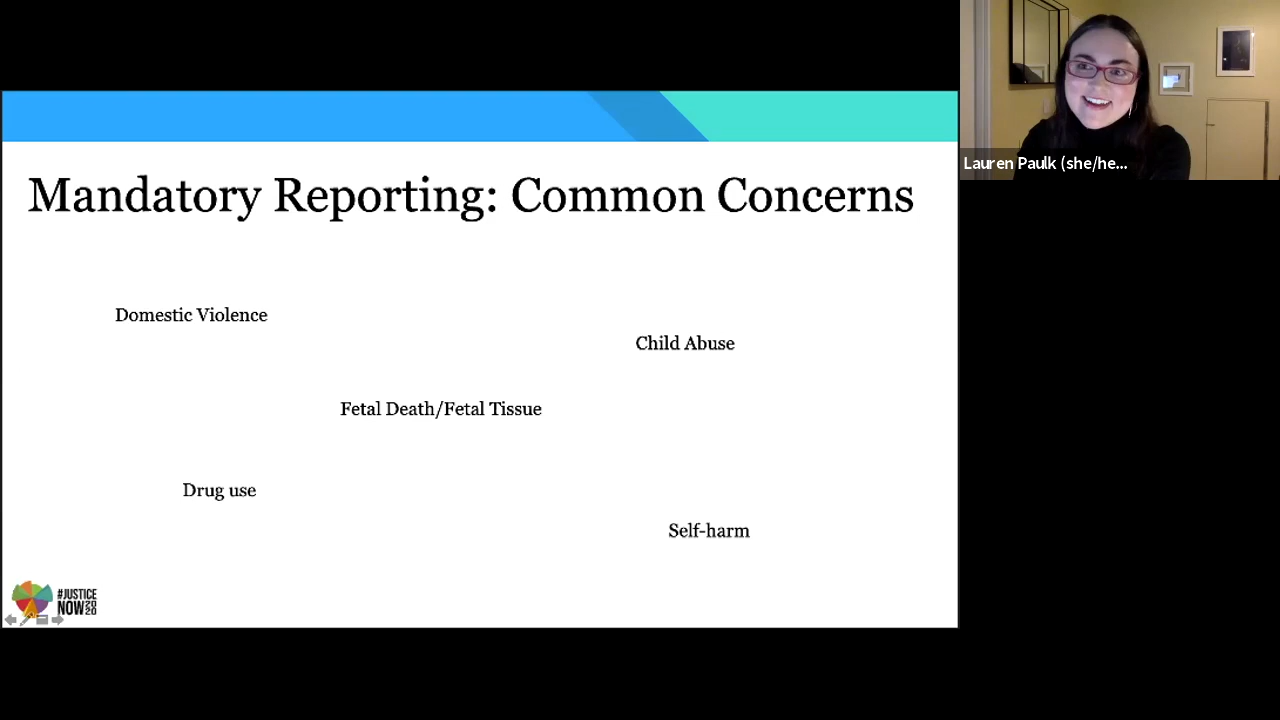 Mandatory Reporting: Common Concerns
Domestic Violence
Child Abuse
Fetal Death/Fetal Tissue
Drug use
Self-harm
#JUSTICE
NOW2020
Lauren Paulk (she/he...